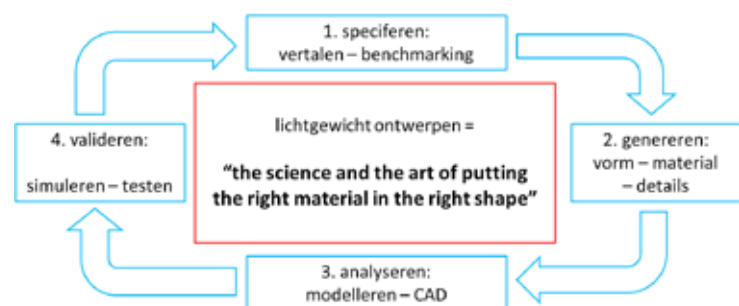 1. speciferen:
vertalen – benchmarking
lichtgewicht ontwerpen =
“the science and the art of putting
the right material in the right shape”
2. genereren:
vorm – material
– details
3. analyseren:
modelleren – CAD
4. valideren:
simuleren – testen